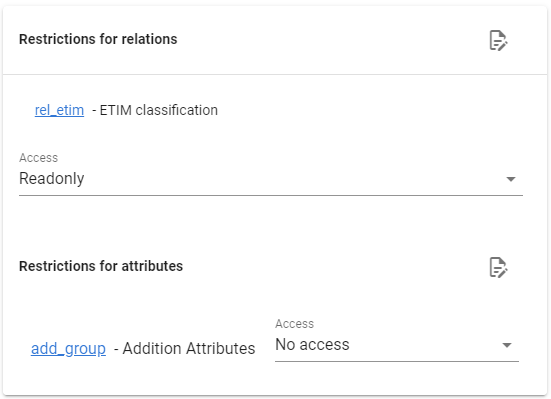 Restrictions for relations
rel_etim - ETIM classification
Access
Readonly
Restrictions for attributes
Access
add_group - Addition Attributes
No access